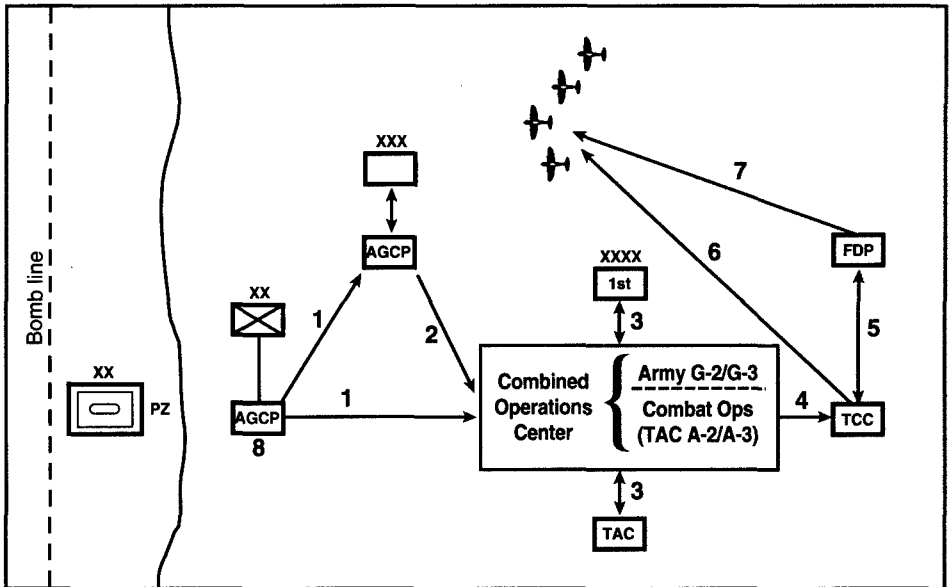 Bomb line
XX
PZ
XXX
AGCP
XX
AGCP
8
1
1
2
XXXX
1st
3
Combined
Operations
Center
Army G-2/G-3
Combat Ops
(TAC A-2/A-3)
3
TAC
4
TCC
5
FDP
6
7